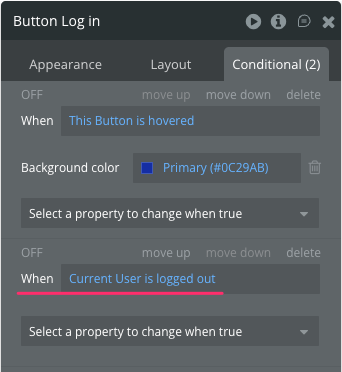 Button Log in
Appearance Layout Conditional (2)
OFF move up move down delete
When This Button is hovered
Background color Primary (#0C29AB)
Select a property to change when true
OFF move up move down delete
When Current User is logged out
Select a property to change when true